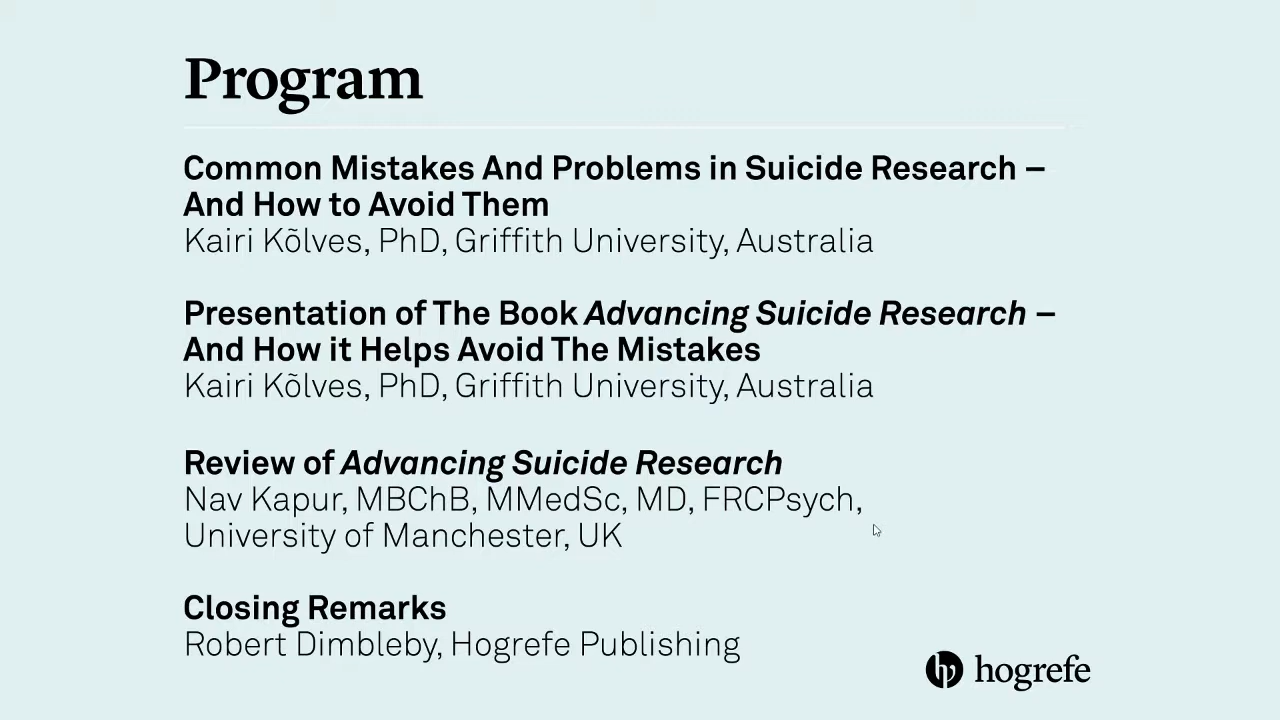 Program
Common Mistakes And Problems in Suicide Research –
And How to Avoid Them
Kairi Kõlves, PhD, Griffith University, Australia
Presentation of The Book Advancing Suicide Research –
And How it Helps Avoid The Mistakes
Kairi Kõlves, PhD, Griffith University, Australia
Review of Advancing Suicide Research
Nav Kapur, MBChB, MMedSc, MD, FRCPsych,
University of Manchester, UK
Closing Remarks
Robert Dimbleby, Hogrefe Publishing
hogrefe